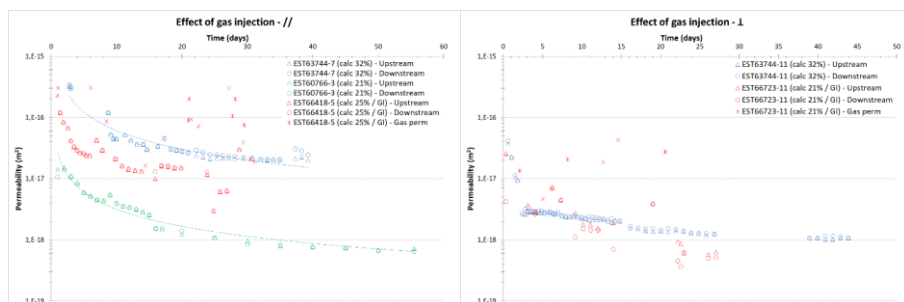 Effect of gas injection - //
Time (days)
0 10 20 30 40 50 60
1,E-15
1,E-16
1,E-17
1,E-18
1,E-19
Permeability (m²)
EST63744-7 (calc 32%) - Upstream
EST63744-7 (calc 32%) - Downstream
EST60766-3 (calc 21%) - Upstream
EST60766-3 (calc 21%) - Downstream
EST66418-5 (calc 25% / GI) - Upstream
EST66418-5 (calc 25% / GI) - Downstream
EST66418-5 (calc 25% / GI) - Gas perm
Effect of gas injection - ⊥
Time (days)
0 5 10 15 20 25 30 35 40 45 50
1,E-15
1,E-16
1,E-17
1,E-18
1,E-19
Permeability (m²)
EST63744-11 (calc 32%) - Upstream
EST63744-11 (calc 32%) - Downstream
EST66723-11 (calc 21% / GI) - Upstream
EST66723-11 (calc 21% / GI) - Downstream
EST66723-11 (calc 21% / GI) - Gas perm